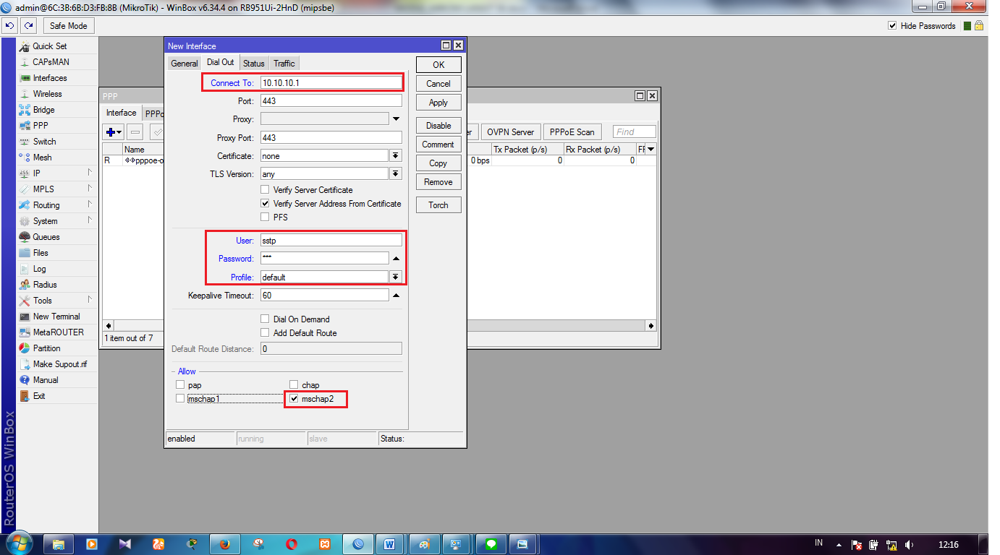 admin@6C:3B:6B:D3:FB:8B (MikroTik) - WinBox v6.34.4 on RB951Ui-2HnD (mipsbe)
Safe Mode
Hide Passwords
Quick Set
CAPsMAN
Interfaces
Wireless
Bridge
PPP
Switch
Mesh
IP
MPLS
Routing
System
Queues
Files
Log
Radius
Tools
New Terminal
MetaROUTER
Partition
Make Supout.rif
Manual
Exit
RouterOS WinBox
PPP
Interface
OVPN Server
PPPoE Scan
Find
Name
Tx Packet (p/s)
Rx Packet (p/s)
R
0 bps
0
0
1 item out of 7
New Interface
General
Dial Out
Status
Traffic
Connect To: 10.10.10.1
Port: 443
Proxy:
Proxy Port: 443
Certificate: none
TLS Version: any
Verify Server Certificate
Verify Server Address From Certificate
PFS
User: sstp
Password: ***
Profile: default
Keepalive Timeout: 60
Dial On Demand
Add Default Route
Default Route Distance: 0
Allow
pap
chap
mschap1
mschap2
enabled
running
slave
Status:
OK
Cancel
Apply
Disable
Comment
Copy
Remove
Torch
IN
12:16